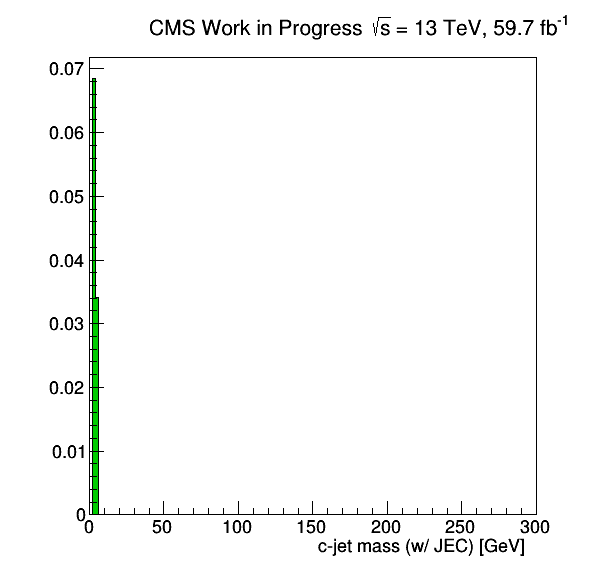 CMS Work in Progress √s = 13 TeV, 59.7 fb⁻¹
0.07
0.06
0.05
0.04
0.03
0.02
0.01
0
0 50 100 150 200 250 300
c-jet mass (w/ JEC) [GeV]